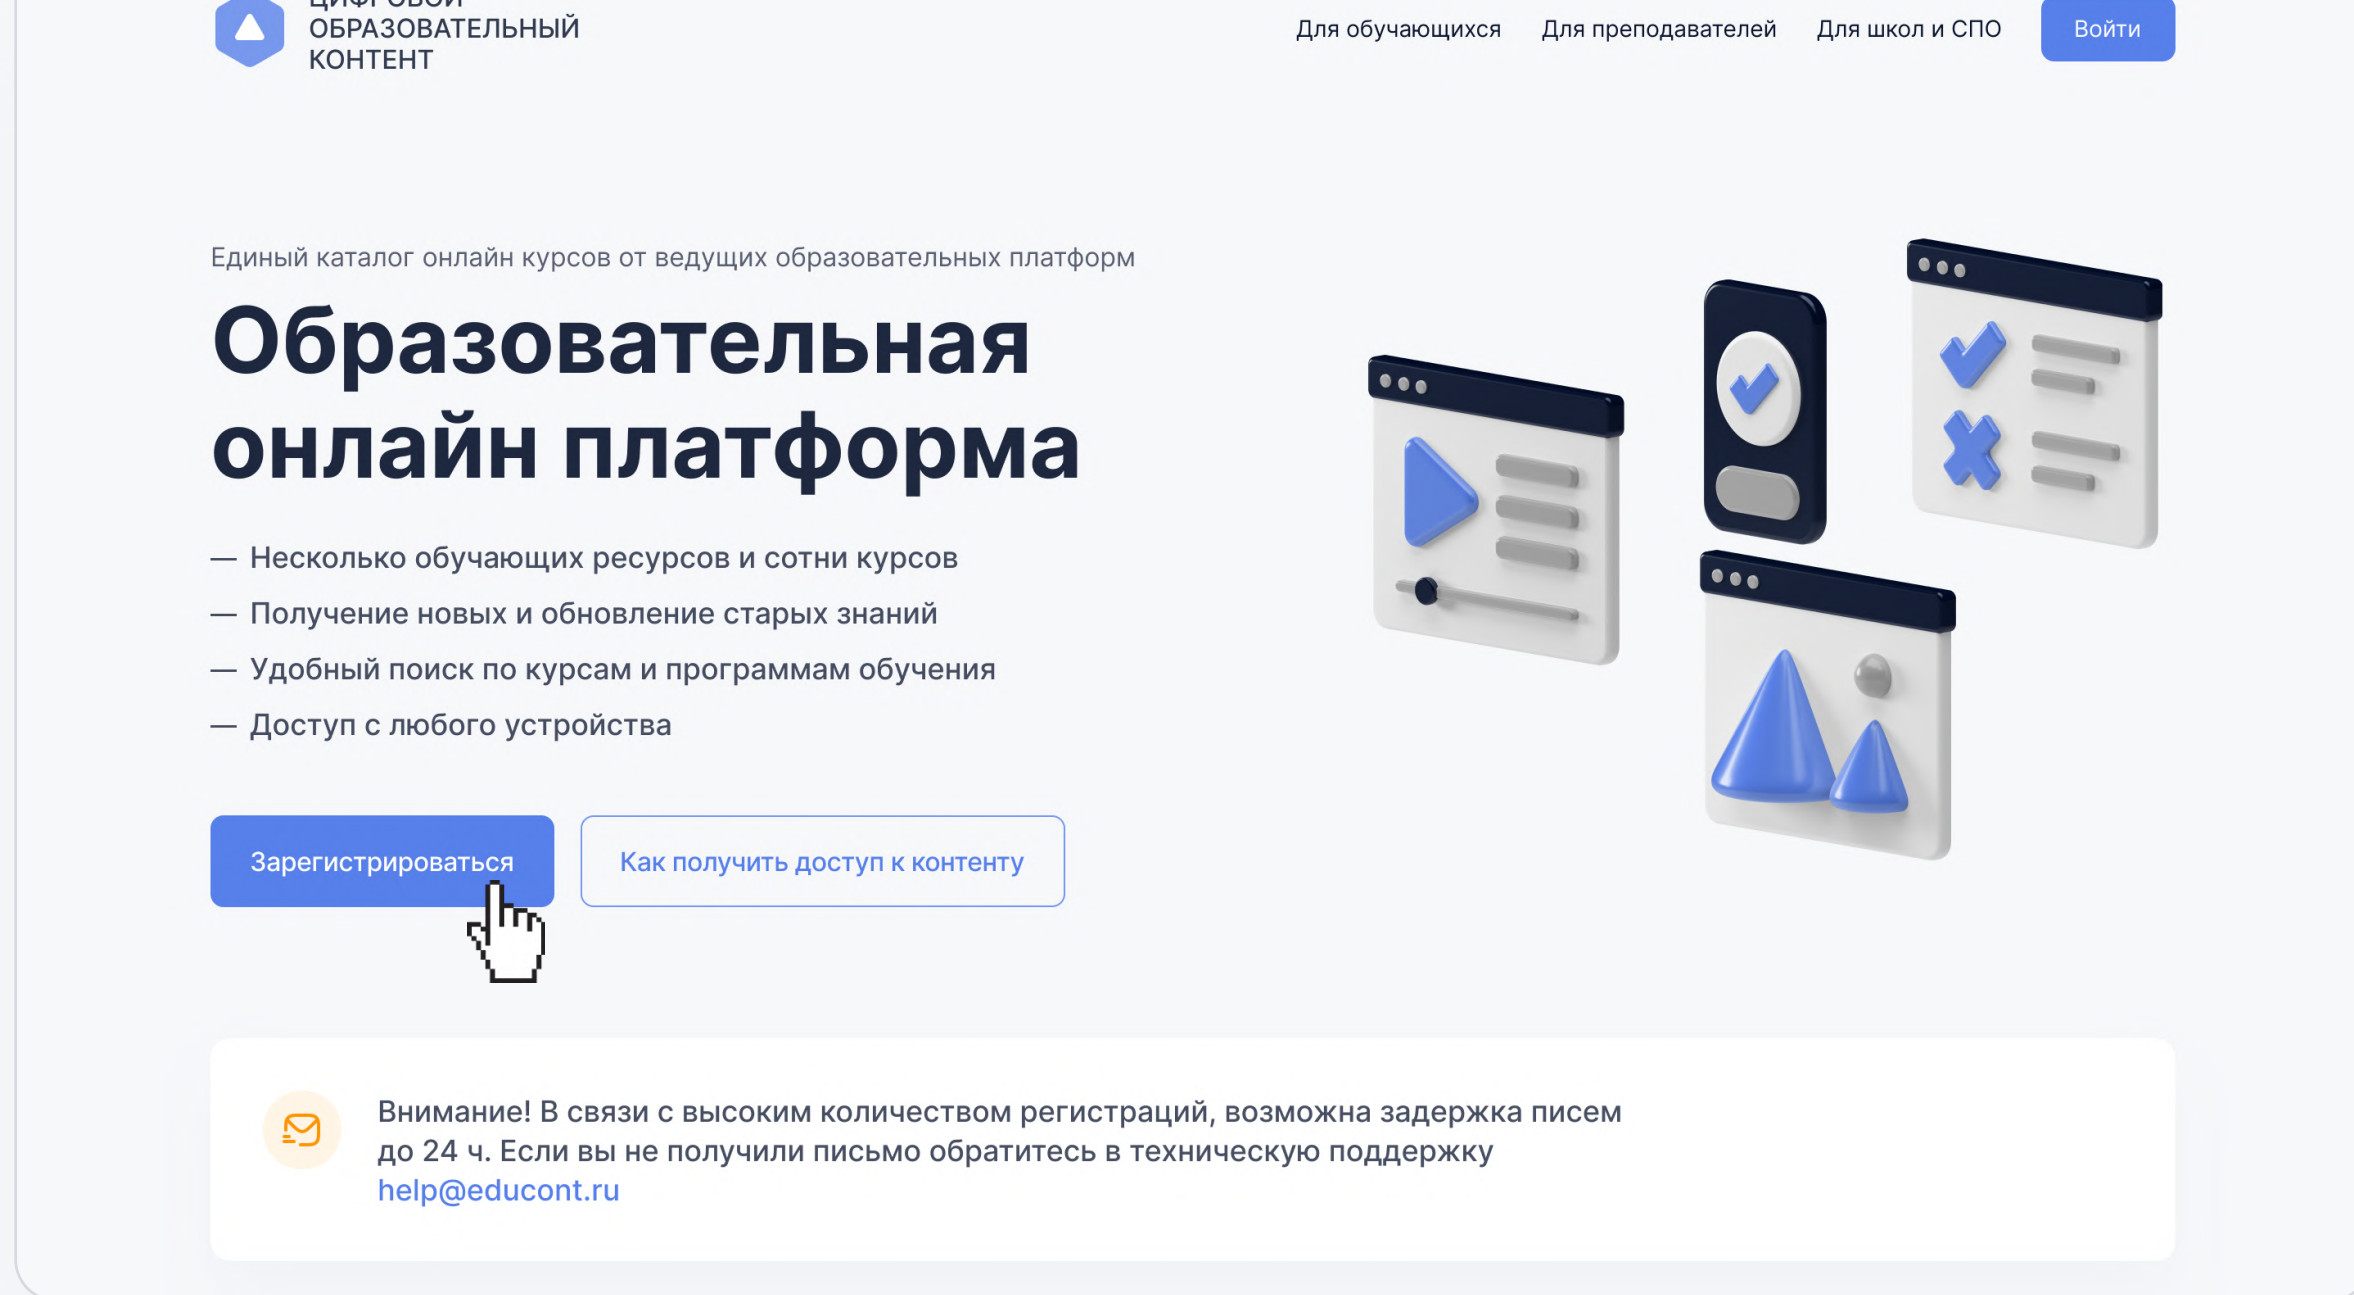 ЦИФРОВОЙ
ОБРАЗОВАТЕЛЬНЫЙ
КОНТЕНТ
Для обучающихся
Для преподавателей
Для школ и СПО
Войти
Единый каталог онлайн курсов от ведущих образовательных платформ
Образовательная
онлайн платформа
— Несколько обучающих ресурсов и сотни курсов
— Получение новых и обновление старых знаний
— Удобный поиск по курсам и программам обучения
— Доступ с любого устройства
Зарегистрироваться
Как получить доступ к контенту
Внимание! В связи с высоким количеством регистраций, возможна задержка писем
до 24 ч. Если вы не получили письмо обратитесь в техническую поддержку
help@educont.ru